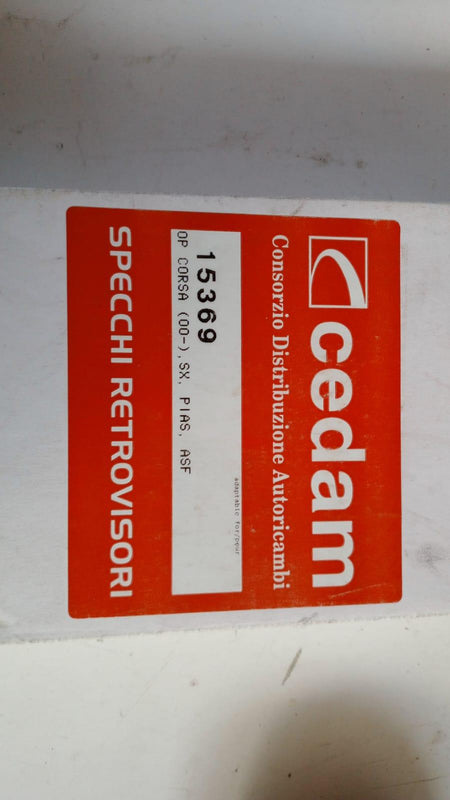 cedam
Consorzio Distribuzione Autoricambi
adaptable for/pour
15369
OP CORSA (00-), SX, PIAS, ASF
SPECCHI RETROVISORI